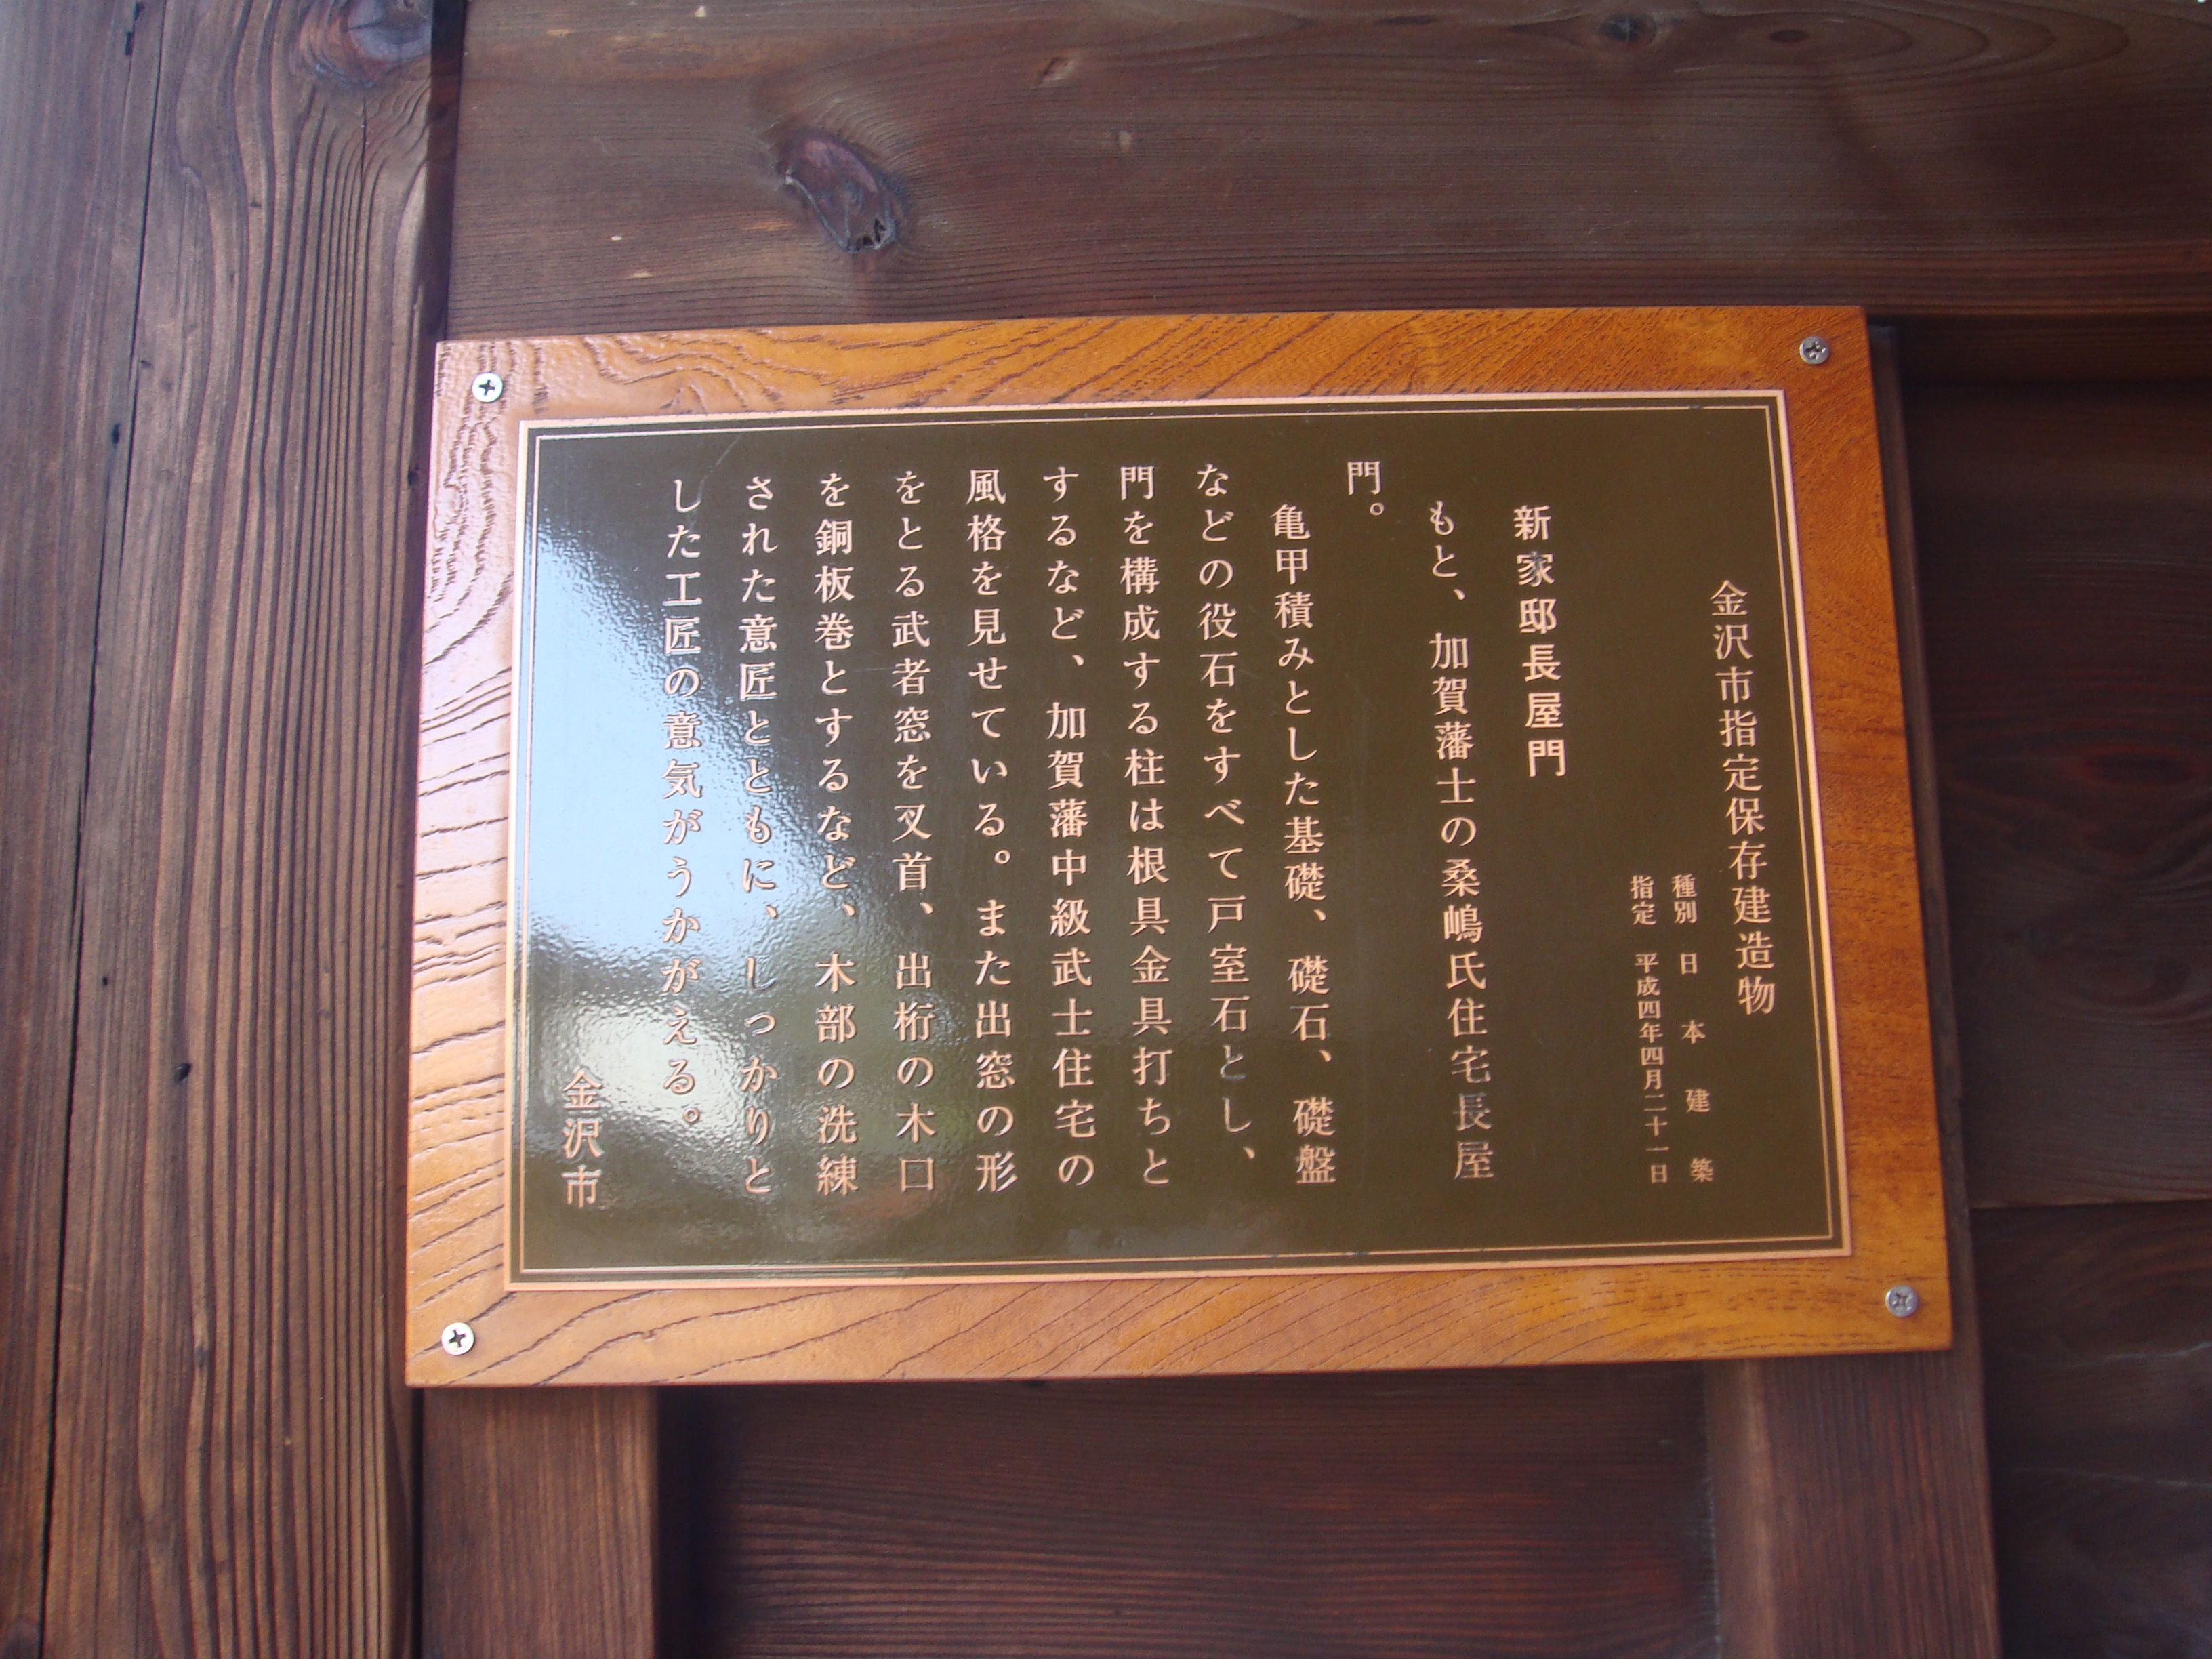 金沢市指定保存建造物
種別　日本建築
指定　平成四年四月二十一日
新家邸長屋門
もと、加賀藩士の桑嶋氏住宅長屋
門。
亀甲積みとした基礎、礎石、礎盤
などの役石をすべて戸室石とし、
門を構成する柱は根具金具打ちと
するなど、加賀藩中級武士住宅の
風格を見せている。また出窓の形
をとる武者窓を叉首、出桁の木口
を銅板巻とするなど、木部の洗練
された意匠とともに、しっかりと
した工匠の意気がうかがえる。
金沢市